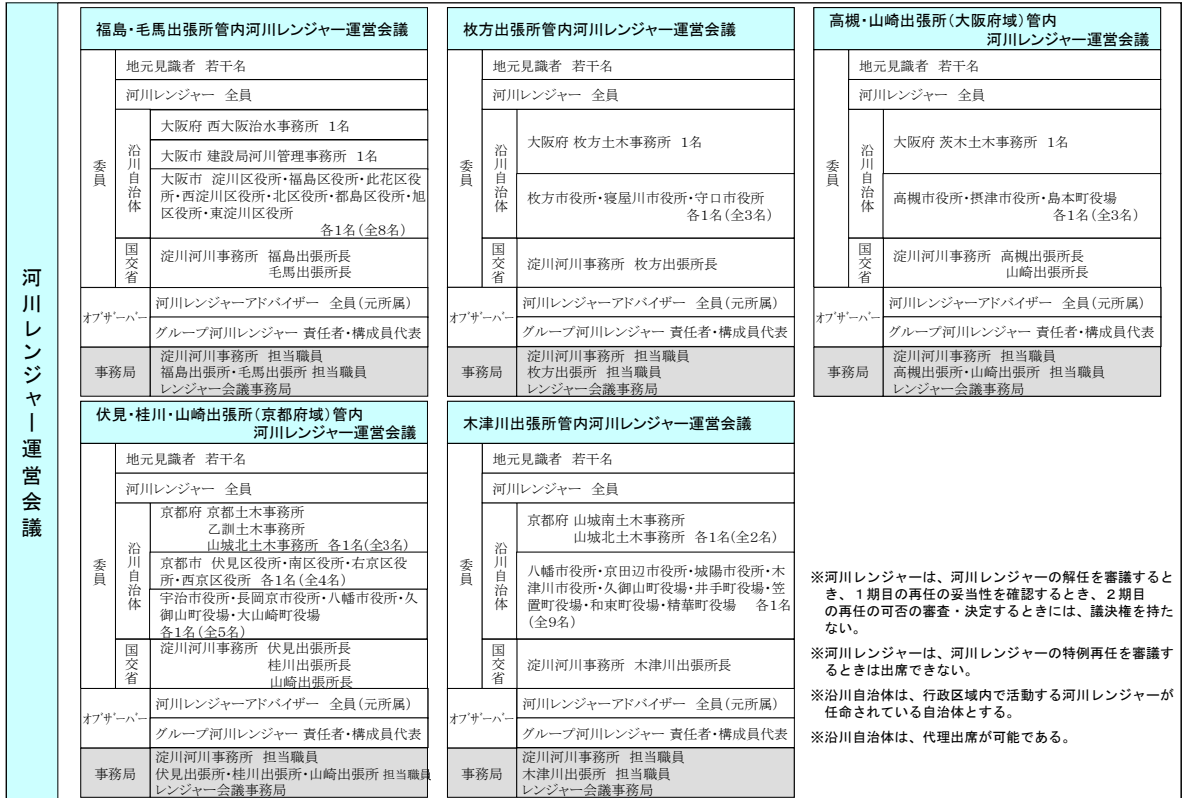 河川レンジャー運営会議
福島・毛馬出張所管内河川レンジャー運営会議
委員
地元見識者 若干名
河川レンジャー 全員
沿川自治体
大阪府 西大阪治水事務所 1名
大阪市 建設局河川管理事務所 1名
大阪市 淀川区役所・福島区役所・此花区役
所・西淀川区役所・北区役所・都島区役所・旭
区役所・東淀川区役所
各1名(全8名)
国交省
淀川河川事務所 福島出張所長
毛馬出張所長
オブザーバー
河川レンジャーアドバイザー 全員(元所属)
グループ河川レンジャー 責任者・構成員代表
事務局
淀川河川事務所 担当職員
福島出張所・毛馬出張所 担当職員
レンジャー会議事務局
枚方出張所管内河川レンジャー運営会議
委員
地元見識者 若干名
河川レンジャー 全員
沿川自治体
大阪府 枚方土木事務所 1名
枚方市役所・寝屋川市役所・守口市役所
各1名(全3名)
国交省
淀川河川事務所 枚方出張所長
オブザーバー
河川レンジャーアドバイザー 全員(元所属)
グループ河川レンジャー 責任者・構成員代表
事務局
淀川河川事務所 担当職員
枚方出張所 担当職員
レンジャー会議事務局
高槻・山崎出張所(大阪府域)管内
河川レンジャー運営会議
委員
地元見識者 若干名
河川レンジャー 全員
沿川自治体
大阪府 茨木土木事務所 1名
高槻市役所・摂津市役所・島本町役場
各1名(全3名)
国交省
淀川河川事務所 高槻出張所長
山崎出張所長
オブザーバー
河川レンジャーアドバイザー 全員(元所属)
グループ河川レンジャー 責任者・構成員代表
事務局
淀川河川事務所 担当職員
高槻出張所・山崎出張所 担当職員
レンジャー会議事務局
伏見・桂川・山崎出張所(京都府域)管内
河川レンジャー運営会議
委員
地元見識者 若干名
河川レンジャー 全員
沿川自治体
京都府 京都土木事務所
乙訓土木事務所
山城北土木事務所 各1名(全3名)
京都市 伏見区役所・南区役所・右京区役
所・西京区役所 各1名(全4名)
宇治市役所・長岡京市役所・八幡市役所・久
御山町役場・大山崎町役場
各1名(全5名)
国交省
淀川河川事務所 伏見出張所長
桂川出張所長
山崎出張所長
オブザーバー
河川レンジャーアドバイザー 全員(元所属)
グループ河川レンジャー 責任者・構成員代表
事務局
淀川河川事務所 担当職員
伏見出張所・桂川出張所・山崎出張所 担当職員
レンジャー会議事務局
木津川出張所管内河川レンジャー運営会議
委員
地元見識者 若干名
河川レンジャー 全員
沿川自治体
京都府 山城南土木事務所
山城北土木事務所 各1名(全2名)
八幡市役所・京田辺市役所・城陽市役所・木
津川市役所・久御山町役場・井手町役場・笠
置町役場・和束町役場・精華町役場 各1名
(全9名)
国交省
淀川河川事務所 木津川出張所長
オブザーバー
河川レンジャーアドバイザー 全員(元所属)
グループ河川レンジャー 責任者・構成員代表
事務局
淀川河川事務所 担当職員
木津川出張所 担当職員
レンジャー会議事務局
※河川レンジャーは、河川レンジャーの解任を審議すると
き、1期目の再任の妥当性を確認するとき、2期目
の再任の可否の審査・決定するときには、議決権を持た
ない。
※河川レンジャーは、河川レンジャーの特例再任を審議す
るときは出席できない。
※沿川自治体は、行政区域内で活動する河川レンジャーが
任命されている自治体とする。
※沿川自治体は、代理出席が可能である。